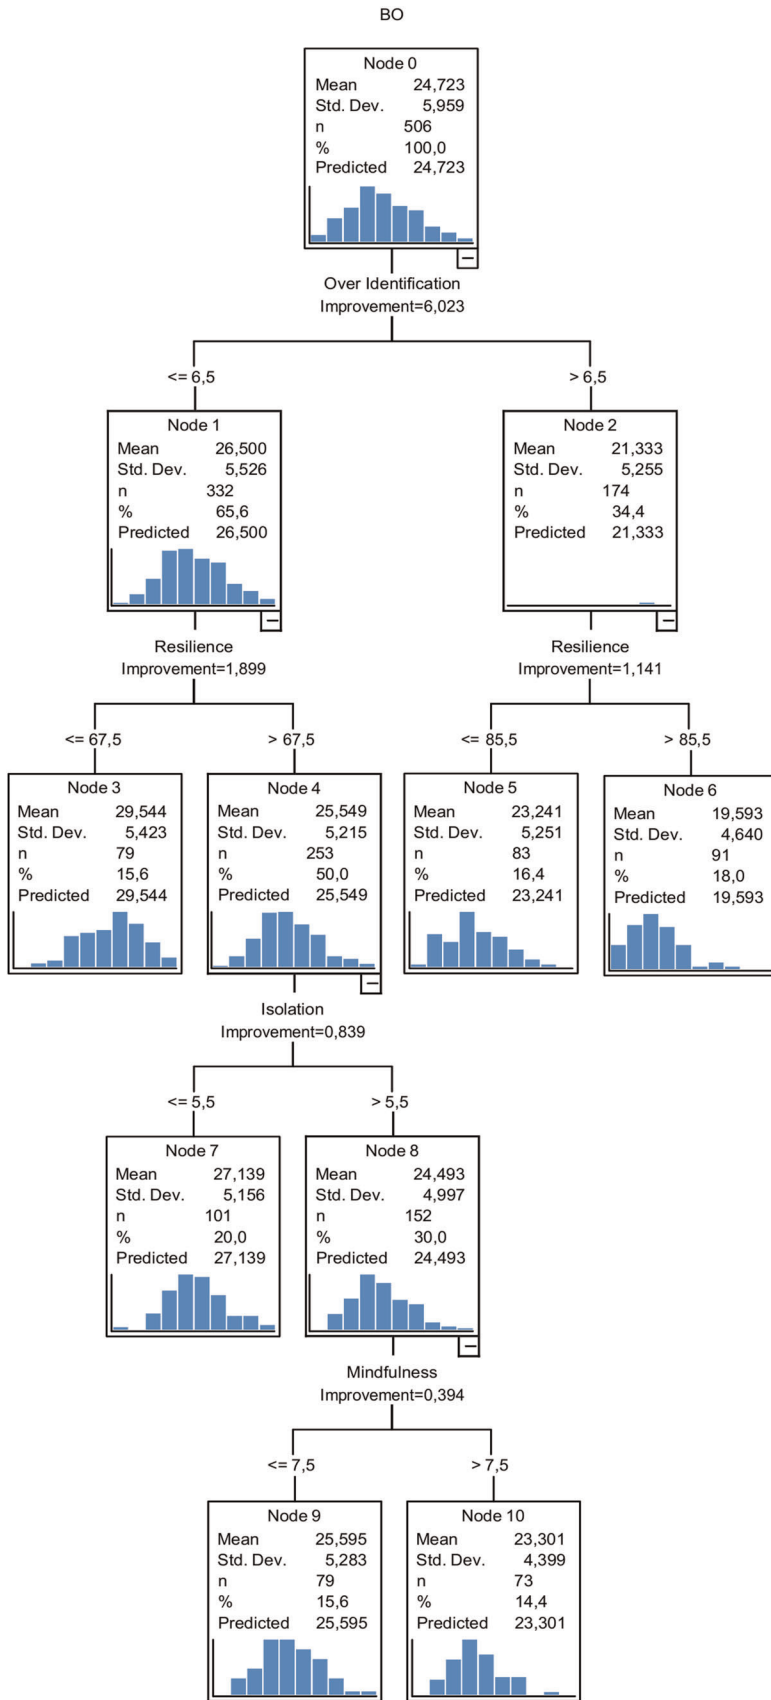 BO
Node 0
Mean 24,723
Std. Dev. 5,959
n 506
% 100,0
Predicted 24,723
Over Identification
Improvement=6,023
<= 6,5
> 6,5
Node 1
Mean 26,500
Std. Dev. 5,526
n 332
% 65,6
Predicted 26,500
Node 2
Mean 21,333
Std. Dev. 5,255
n 174
% 34,4
Predicted 21,333
Resilience
Improvement=1,899
Resilience
Improvement=1,141
<= 67,5
> 67,5
<= 85,5
> 85,5
Node 3
Mean 29,544
Std. Dev. 5,423
n 79
% 15,6
Predicted 29,544
Node 4
Mean 25,549
Std. Dev. 5,215
n 253
% 50,0
Predicted 25,549
Node 5
Mean 23,241
Std. Dev. 5,251
n 83
% 16,4
Predicted 23,241
Node 6
Mean 19,593
Std. Dev. 4,640
n 91
% 18,0
Predicted 19,593
Isolation
Improvement=0,839
<= 5,5
> 5,5
Node 7
Mean 27,139
Std. Dev. 5,156
n 101
% 20,0
Predicted 27,139
Node 8
Mean 24,493
Std. Dev. 4,997
n 152
% 30,0
Predicted 24,493
Mindfulness
Improvement=0,394
<= 7,5
> 7,5
Node 9
Mean 25,595
Std. Dev. 5,283
n 79
% 15,6
Predicted 25,595
Node 10
Mean 23,301
Std. Dev. 4,399
n 73
% 14,4
Predicted 23,301